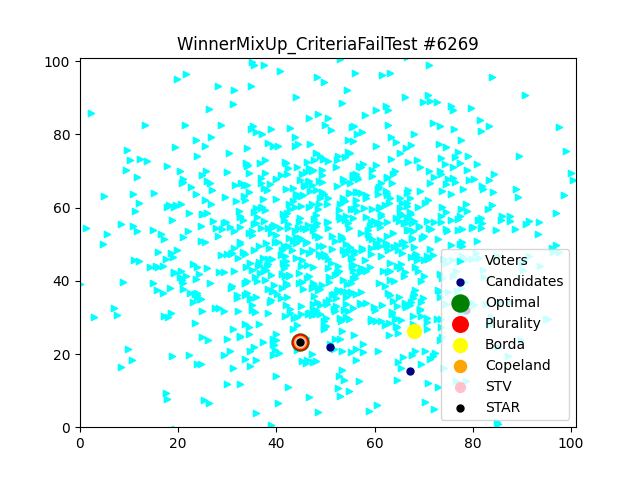 WinnerMixUp_CriteriaFailTest #6269
100
80
60
40
20
0
0
20
40
60
80
100
Voters
Candidates
Optimal
Plurality
Borda
Copeland
STV
STAR